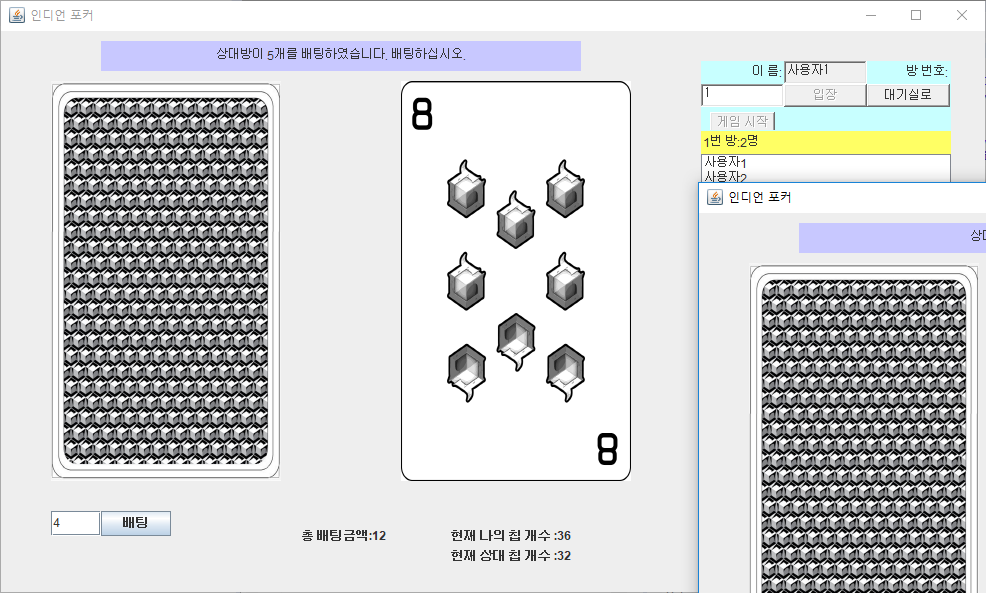 인디언 포커
상대방이 5개를 배팅하였습니다. 배팅하십시오.
이 름: 사용자1 방 번호:
1 입장 대기실로
게임 시작
1번 방:2명
사용자1
사용자2
8
8
4 배팅
총 배팅금액:12
현재 나의 칩 개수 :36
현재 상대 칩 개수 :32
인디언 포커